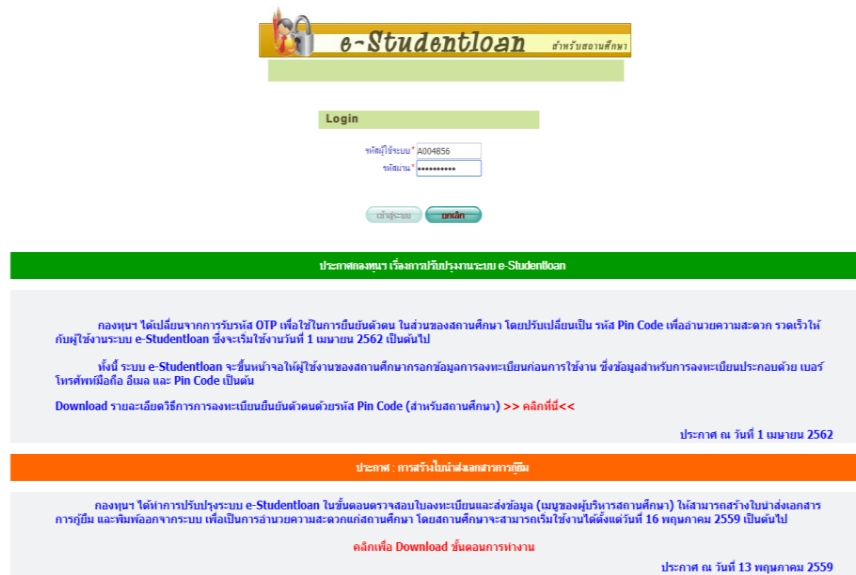 e-Studentloan สำหรับสถานศึกษา
Login
รหัสผู้ใช้ระบบ* A004856
รหัสผ่าน* ••••••••••
เข้าสู่ระบบ ยกเลิก
ประกาศกองทุนฯ เรื่องการปรับปรุงานระบบ e-Studentloan
กองทุนฯ ได้เปลี่ยนจากการรับรหัส OTP เพื่อใช้ในการยืนยันตัวตน ในส่วนของสถานศึกษา โดยปรับเปลี่ยนเป็น รหัส Pin Code เพื่ออำนวยความสะดวก รวดเร็วให้
กับผู้ใช้งานระบบ e-Studentloan ซึ่งจะเริ่มใช้งานวันที่ 1 เมษายน 2562 เป็นต้นไป
ทั้งนี้ ระบบ e-Studentloan จะขึ้นหน้าจอให้ผู้ใช้งานของสถานศึกษากรอกข้อมูลการลงทะเบียนก่อนการใช้งาน ซึ่งข้อมูลสำหรับการลงทะเบียนประกอบด้วย เบอร์
โทรศัพท์มือถือ อีเมล และ Pin Code เป็นต้น
Download รายละเอียดวิธีการการลงทะเบียนยืนยันตัวตนด้วยรหัส Pin Code (สำหรับสถานศึกษา) >> คลิกที่นี่<<
ประกาศ ณ วันที่ 1 เมษายน 2562
ประกาศ : การสร้างใบนำส่งเอกสารการกู้ยืม
กองทุนฯ ได้ทำการปรับปรุงระบบ e-Studentloan ในขั้นตอนตรวจสอบใบลงทะเบียนและส่งข้อมูล (เมนูของผู้บริหารสถานศึกษา) ให้สามารถสร้างใบนำส่งเอกสาร
การกู้ยืม และพิมพ์ออกจากระบบ เพื่อเป็นการอำนวยความสะดวกแก่สถานศึกษา โดยสถานศึกษาจะสามารถเริ่มใช้งานได้ตั้งแต่วันที่ 16 พฤษภาคม 2559 เป็นต้นไป
คลิกเพื่อ Download ขั้นตอนการทำงาน
ประกาศ ณ วันที่ 13 พฤษภาคม 2559